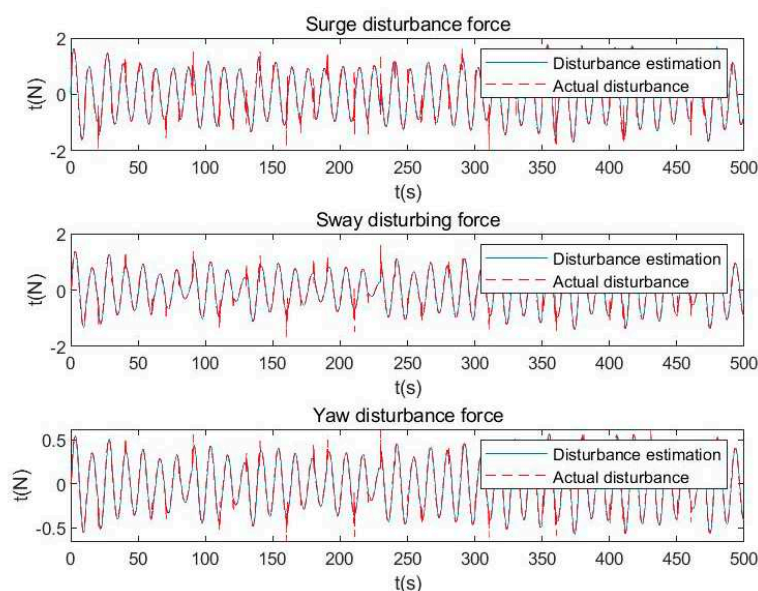 Surge disturbance force
2
0
-2
t(N)
Disturbance estimation
Actual disturbance
0 50 100 150 200 250 300 350 400 450 500
t(s)
Sway disturbing force
2
0
-2
t(N)
Disturbance estimation
Actual disturbance
0 50 100 150 200 250 300 350 400 450 500
t(s)
Yaw disturbance force
0.5
0
-0.5
t(N)
Disturbance estimation
Actual disturbance
0 50 100 150 200 250 300 350 400 450 500
t(s)